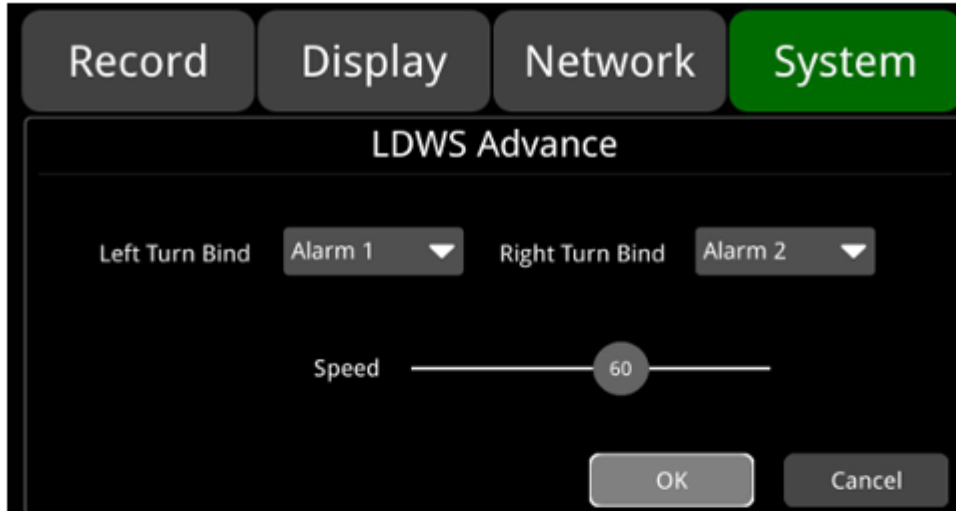 Record Display Network System
LDWS Advance
Left Turn Bind Alarm 1 Right Turn Bind Alarm 2
Speed 60
OK Cancel